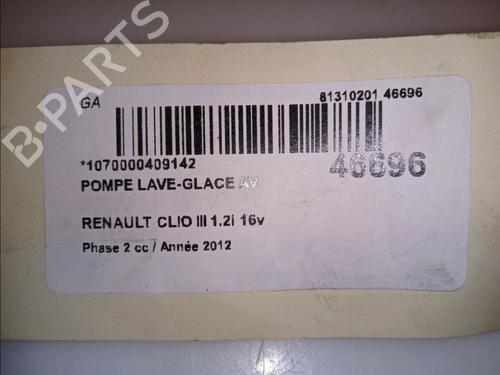 B-PARTS
GA
81310201 46696
*1070000409142
46696
POMPE LAVE-GLACE AV
RENAULT CLIO III 1.2i 16v
Phase 2 cc / Année 2012